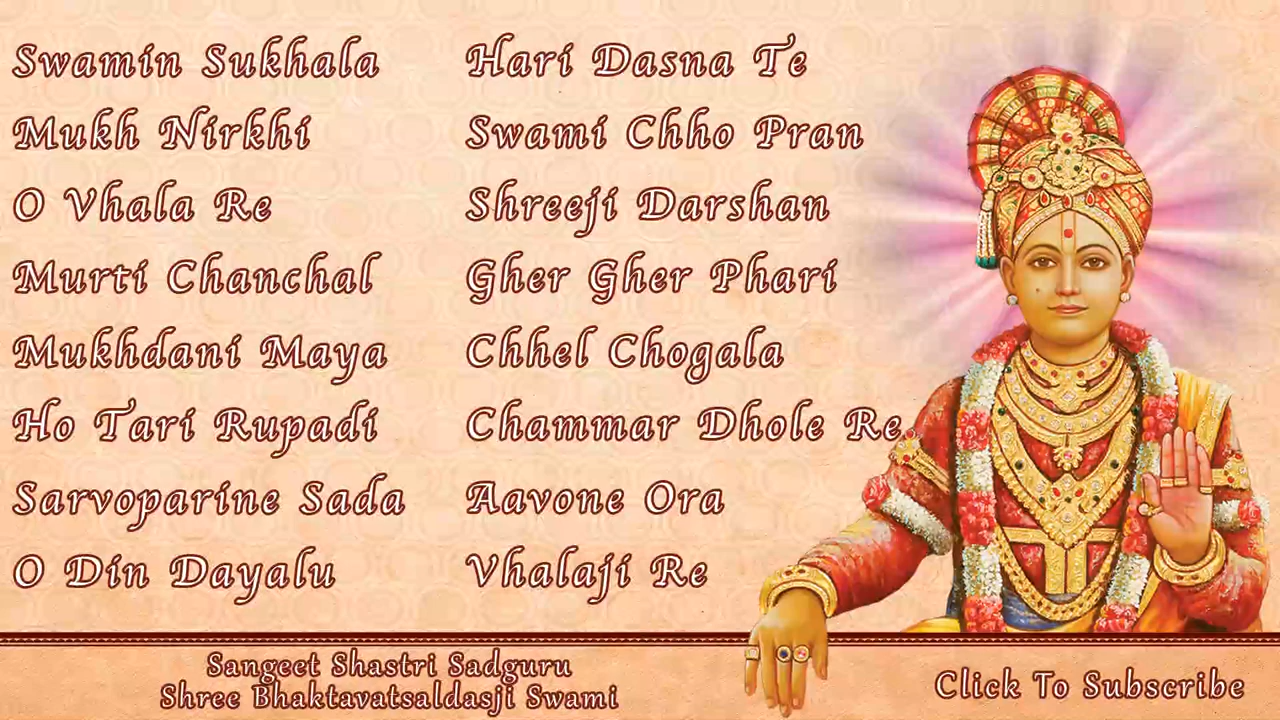 Swamin Sukhala
Mukh Nirkhi
O Vhala Re
Murti Chanchal
Mukhdani Maya
Ho Tari Rupadi
Sarvoparine Sada
O Din Dayalu
Hari Dasna Te
Swami Chho Pran
Shreeji Darshan
Gher Gher Phari
Chhel Chogala
Chammar Dhole Re
Aavone Ora
Vhalaji Re
Sangeet Shastri Sadguru
Shree Bhaktavatsaldasji Swami
Click To Subscribe